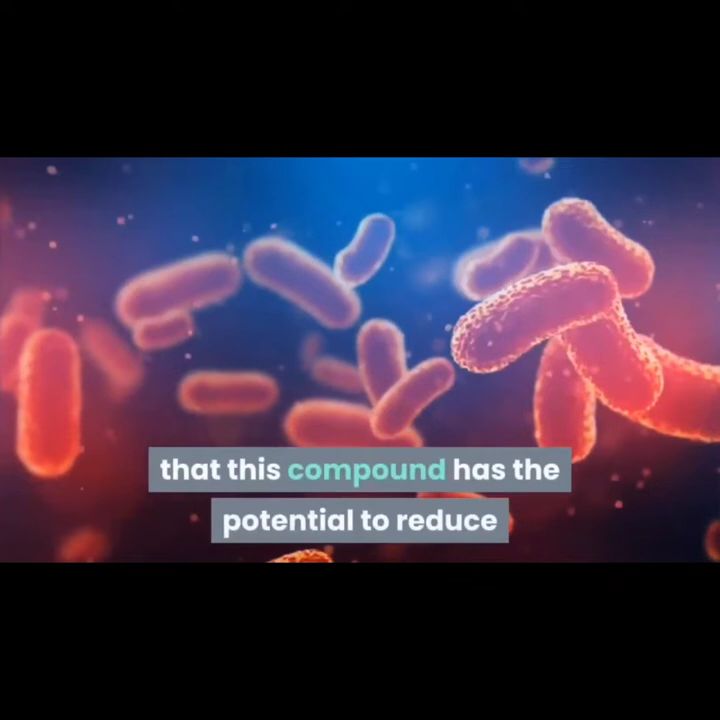 that this compound has the
potential to reduce